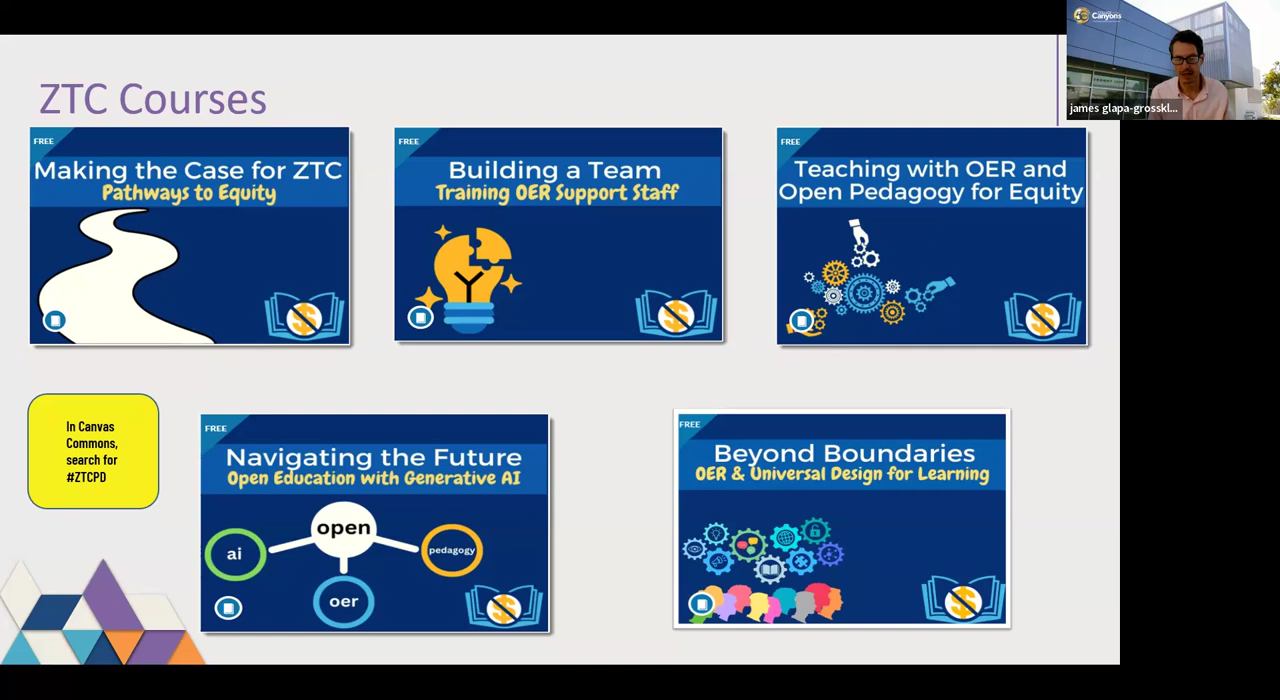 Canyons
james glapa-grosskl...
ZTC Courses
FREE
Making the Case for ZTC
Pathways to Equity
FREE
Building a Team
Training OER Support Staff
FREE
Teaching with OER and
Open Pedagogy for Equity
In Canvas
Commons,
search for
#ZTCPD
FREE
Navigating the Future
Open Education with Generative AI
open
ai
pedagogy
oer
FREE
Beyond Boundaries
OER & Universal Design for Learning